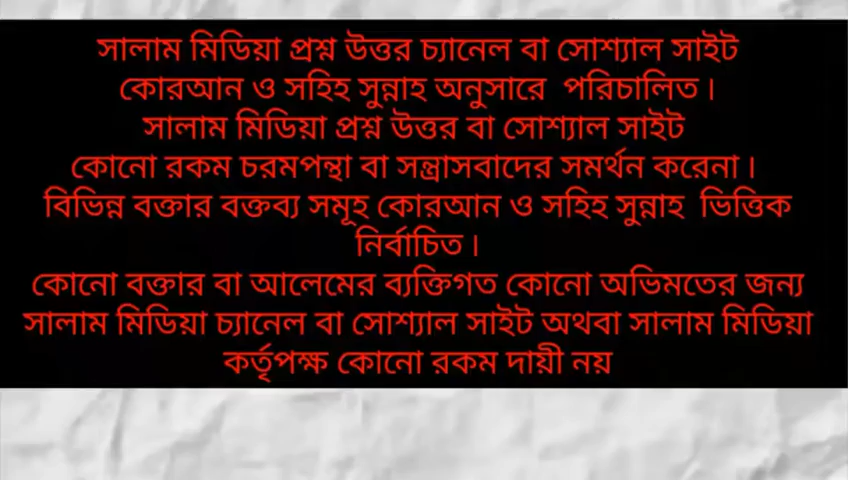 সালাম মিডিয়া প্রশ্ন উত্তর চ্যানেল বা সোশ্যাল সাইট
কোরআন ও সহিহ সুন্নাহ অনুসারে পরিচালিত।
সালাম মিডিয়া প্রশ্ন উত্তর বা সোশ্যাল সাইট
কোনো রকম চরমপন্থা বা সন্ত্রাসবাদের সমর্থন করেনা।
বিভিন্ন বক্তার বক্তব্য সমূহ কোরআন ও সহিহ সুন্নাহ ভিত্তিক
নির্বাচিত।
কোনো বক্তার বা আলেমের ব্যক্তিগত কোনো অভিমতের জন্য
সালাম মিডিয়া চ্যানেল বা সোশ্যাল সাইট অথবা সালাম মিডিয়া
কর্তৃপক্ষ কোনো রকম দায়ী নয়